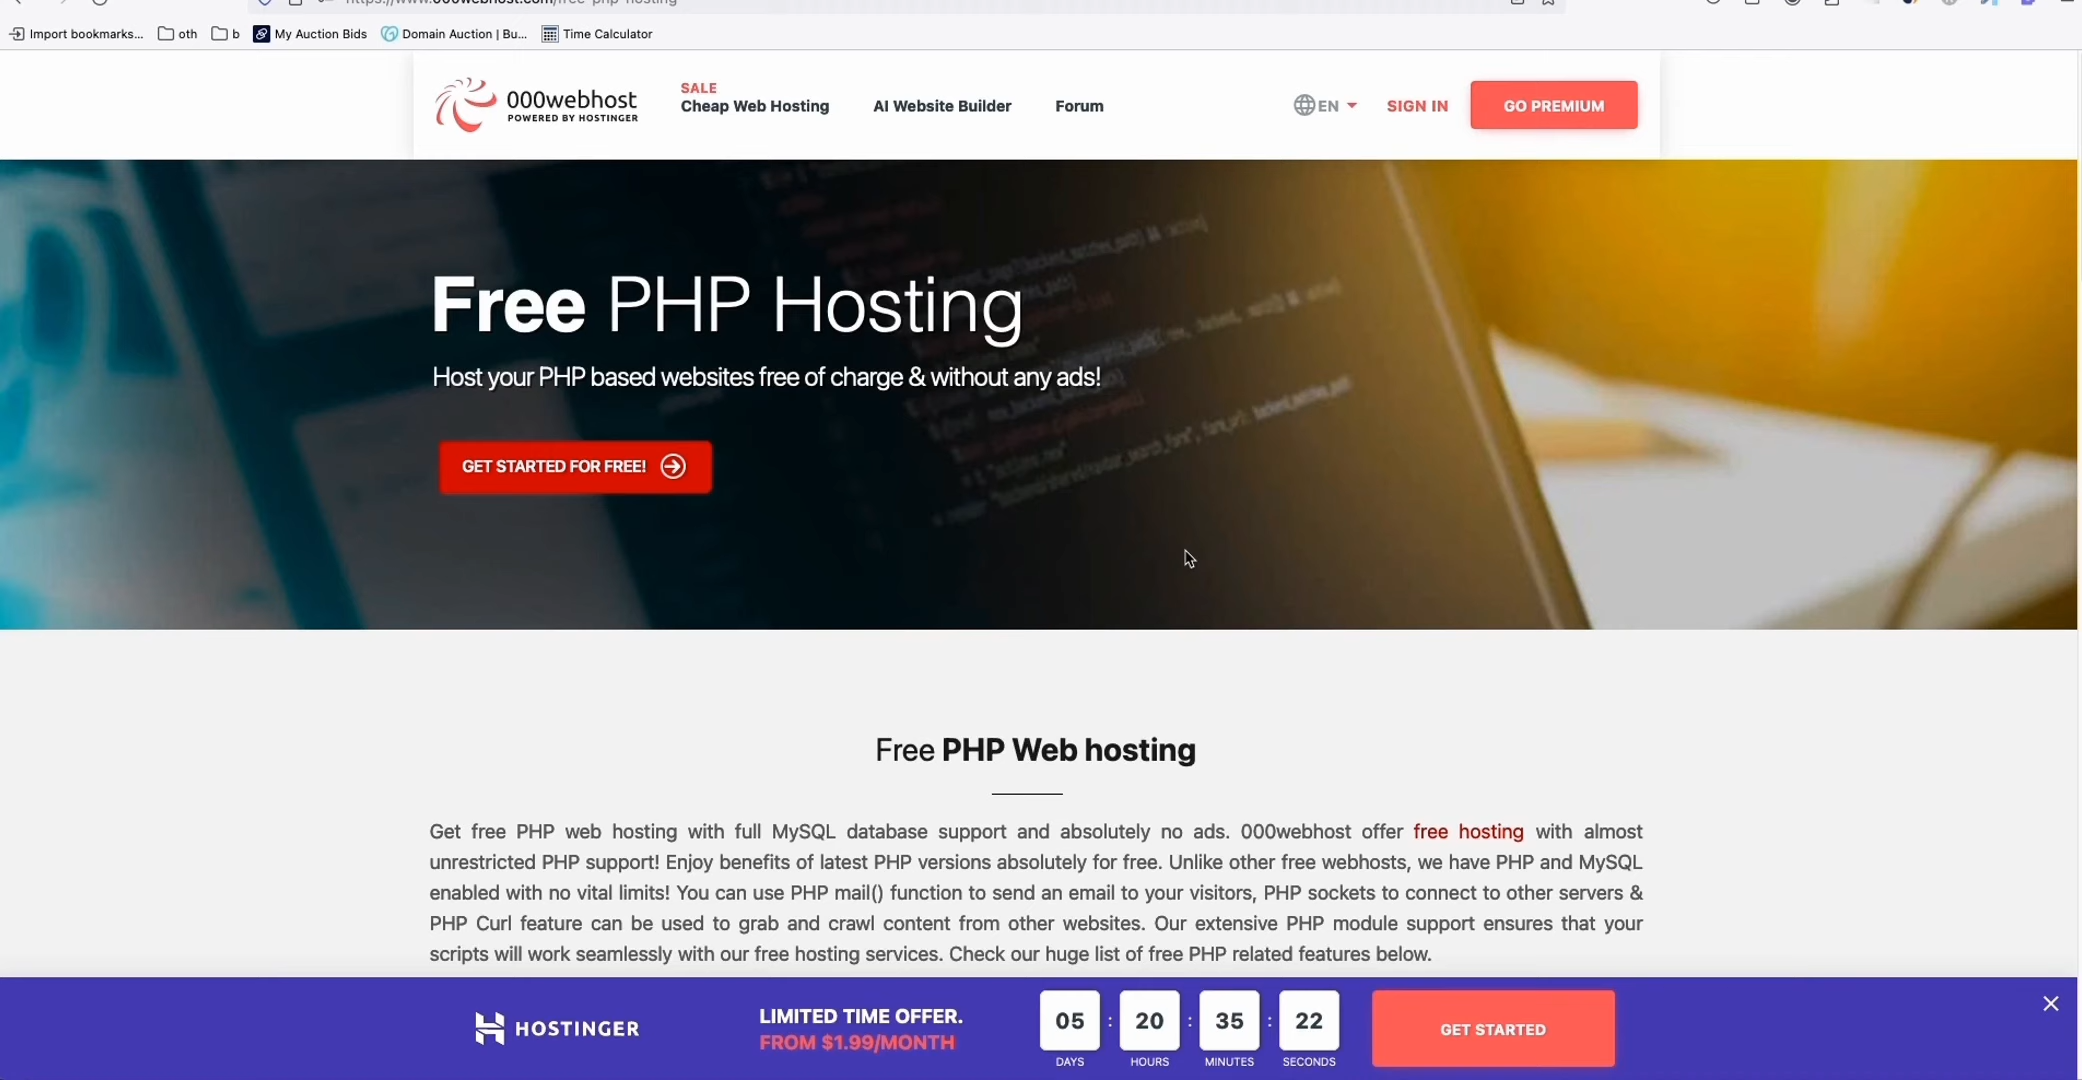 Import bookmarks...
oth
b
My Auction Bids
Domain Auction | Bu...
Time Calculator
000webhost
POWERED BY HOSTINGER
SALE
Cheap Web Hosting
AI Website Builder
Forum
EN
SIGN IN
GO PREMIUM
Free PHP Hosting
Host your PHP based websites free of charge & without any ads!
GET STARTED FOR FREE!
Free PHP Web hosting
Get free PHP web hosting with full MySQL database support and absolutely no ads. 000webhost offer free hosting with almost
unrestricted PHP support! Enjoy benefits of latest PHP versions absolutely for free. Unlike other free webhosts, we have PHP and MySQL
enabled with no vital limits! You can use PHP mail() function to send an email to your visitors, PHP sockets to connect to other servers &
PHP Curl feature can be used to grab and crawl content from other websites. Our extensive PHP module support ensures that your
scripts will work seamlessly with our free hosting services. Check our huge list of free PHP related features below.
HOSTINGER
LIMITED TIME OFFER.
FROM $1.99/MONTH
05 : 20 : 35 : 22
DAYS HOURS MINUTES SECONDS
GET STARTED